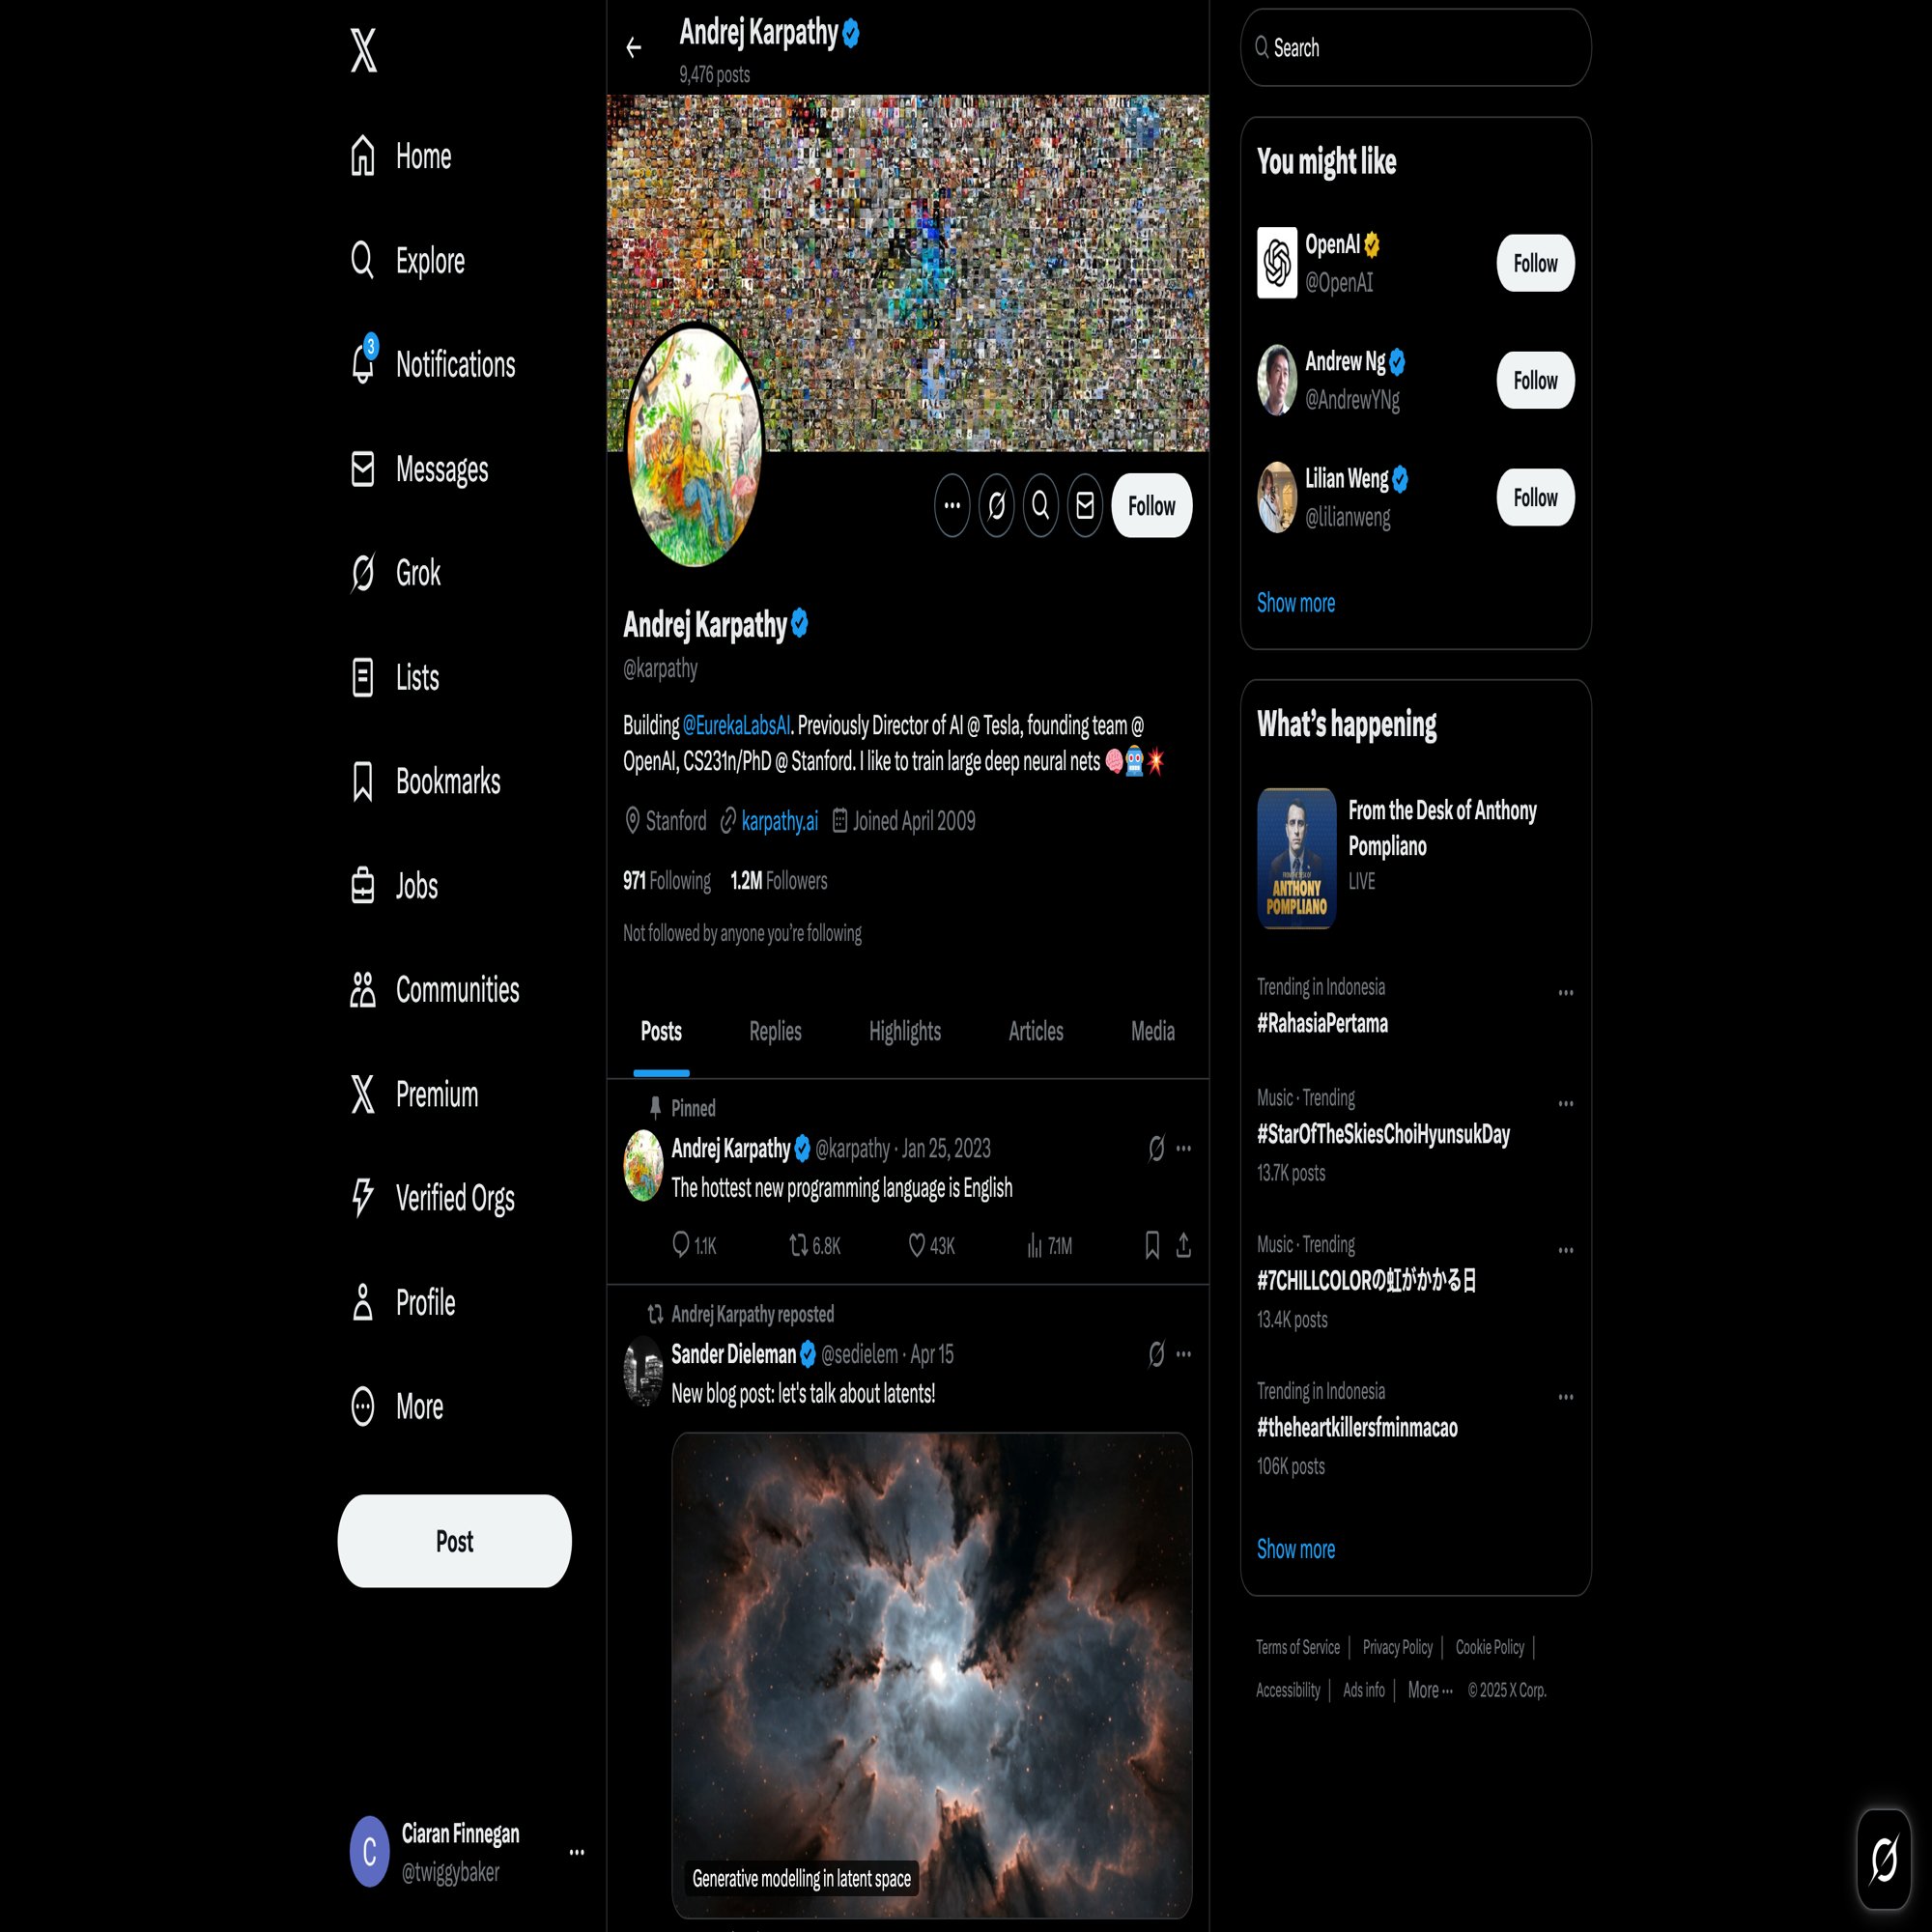 Home
Explore
3
Notifications
Messages
Grok
Lists
Bookmarks
Jobs
Communities
Premium
Verified Orgs
Profile
More
Post
C
Ciaran Finnegan
@twiggybaker
Andrej Karpathy
9,476 posts
Follow
Andrej Karpathy
@karpathy
Building @EurekaLabsAI. Previously Director of AI @ Tesla, founding team @
OpenAI, CS231n/PhD @ Stanford. I like to train large deep neural nets 🧠🤖💥
Stanford karpathy.ai Joined April 2009
971 Following 1.2M Followers
Not followed by anyone you’re following
Posts Replies Highlights Articles Media
Pinned
Andrej Karpathy @karpathy · Jan 25, 2023
The hottest new programming language is English
1.1K 6.8K 43K 7.1M
Andrej Karpathy reposted
Sander Dieleman @sedielem · Apr 15
New blog post: let's talk about latents!
Generative modelling in latent space
Search
You might like
OpenAI
@OpenAI
Follow
Andrew Ng
@AndrewYNg
Follow
Lilian Weng
@lilianweng
Follow
Show more
What’s happening
From the Desk of Anthony
Pompliano
LIVE
FROM THE DESK OF
ANTHONY
POMPLIANO
Trending in Indonesia
#RahasiaPertama
Music · Trending
#StarOfTheSkiesChoiHyunsukDay
13.7K posts
Music · Trending
#7CHILLCOLORの虹がかかる日
13.4K posts
Trending in Indonesia
#theheartkillersfminmacao
106K posts
Show more
Terms of Service | Privacy Policy | Cookie Policy |
Accessibility | Ads info | More ··· © 2025 X Corp.